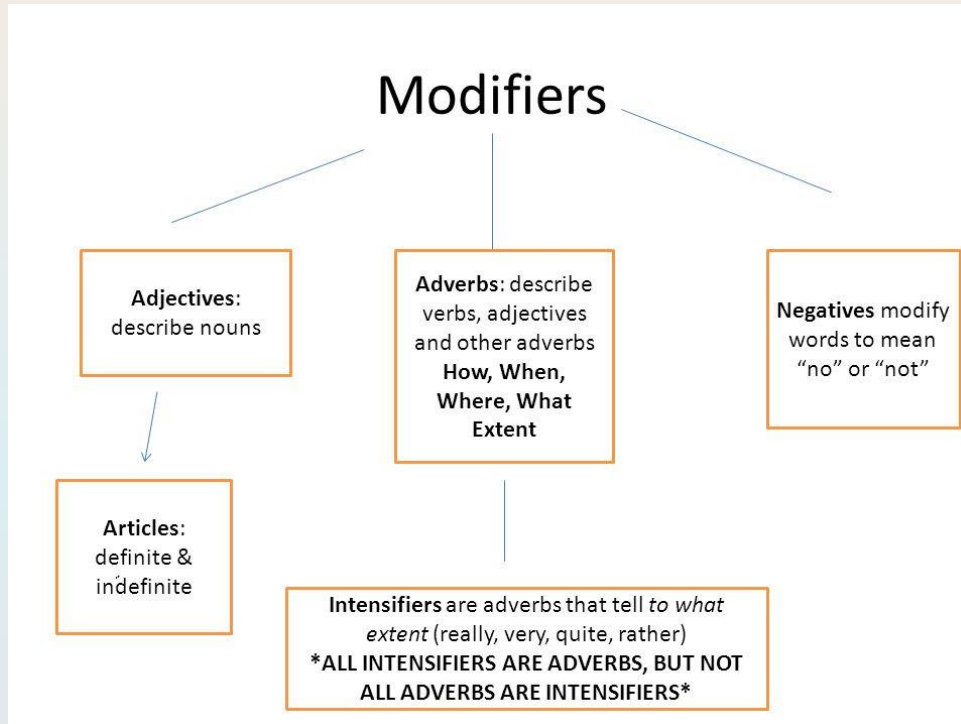 Modifiers
Adjectives:
describe nouns
Adverbs: describe
verbs, adjectives
and other adverbs
How, When,
Where, What
Extent
Negatives modify
words to mean
“no” or “not”
Articles:
definite &
indefinite
Intensifiers are adverbs that tell to what
extent (really, very, quite, rather)
*ALL INTENSIFIERS ARE ADVERBS, BUT NOT
ALL ADVERBS ARE INTENSIFIERS*